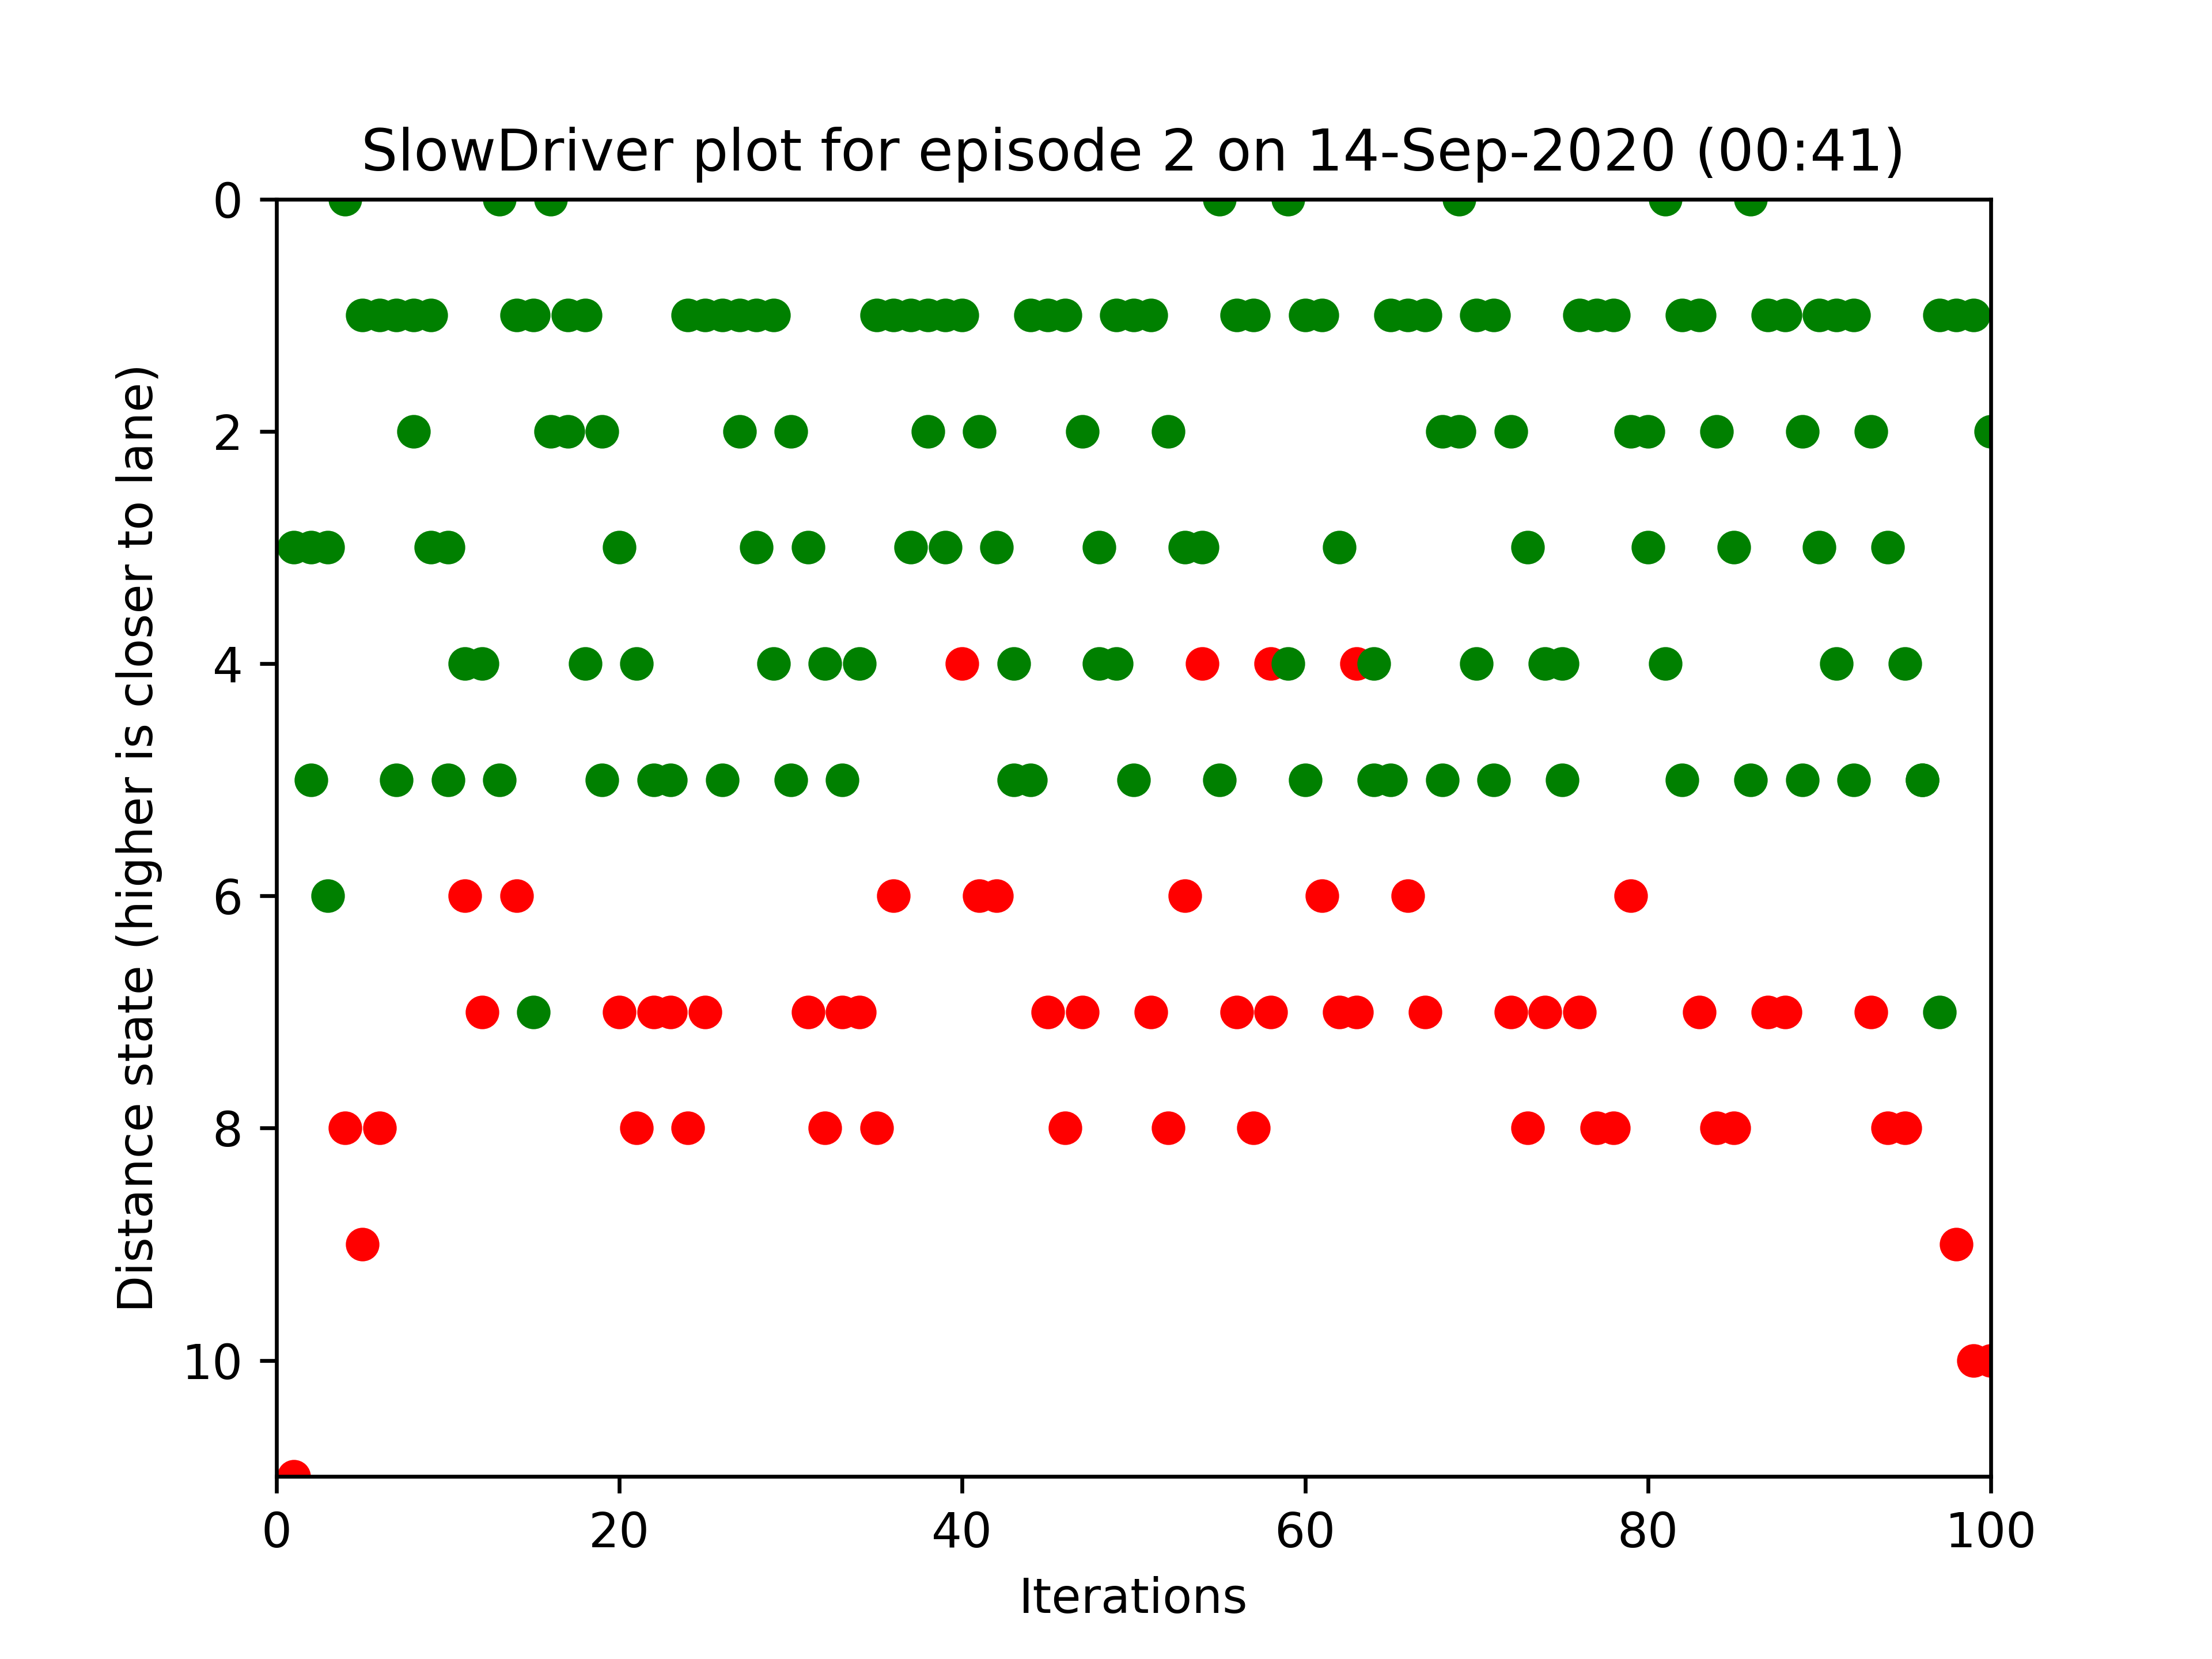 SlowDriver plot for episode 2 on 14-Sep-2020 (00:41)
Distance state (higher is closer to lane)
0
2
4
6
8
10
0 20 40 60 80 100
Iterations